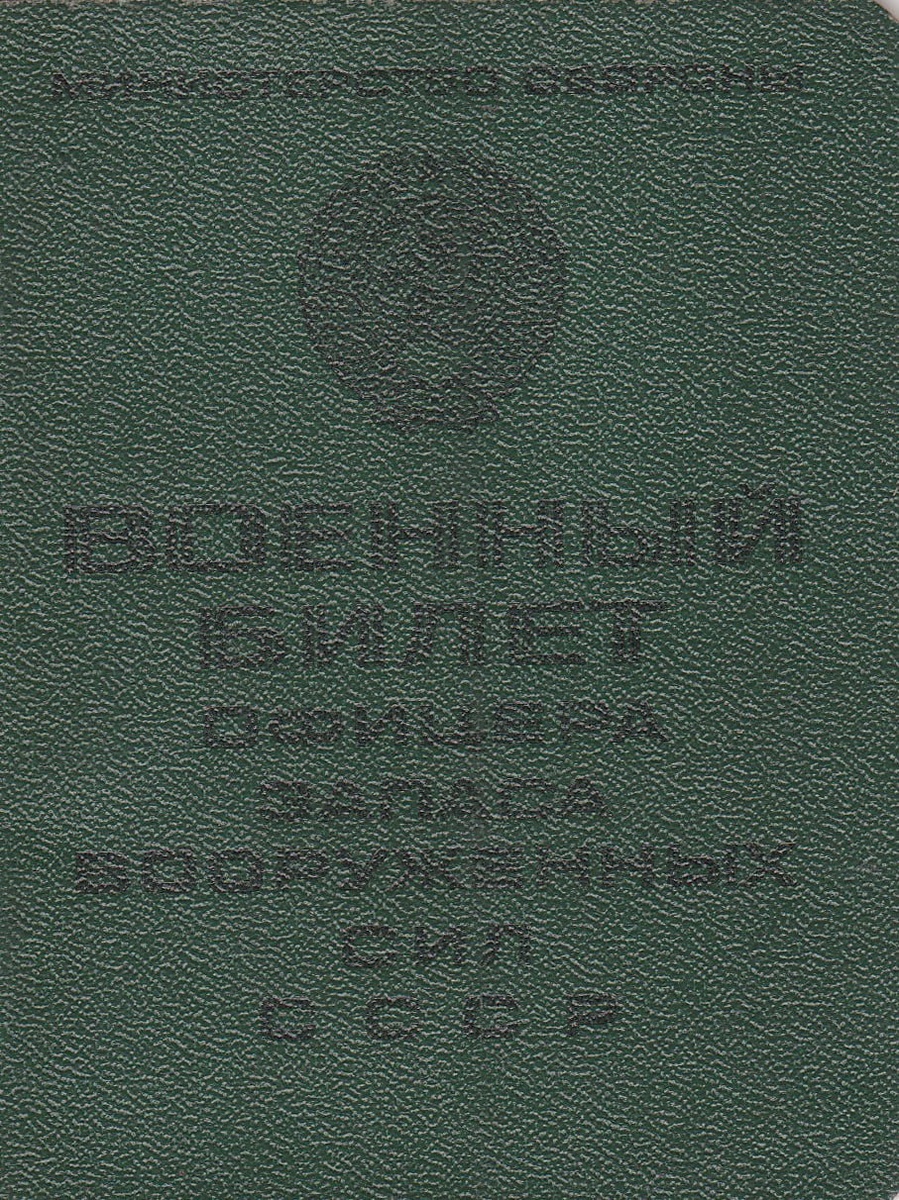 МИНИСТЕРСТВО ОБОРОНЫ
ВОЕННЫЙ
БИЛЕТ
ОФИЦЕРА
ЗАПАСА
ВООРУЖЕННЫХ
СИЛ
СССР